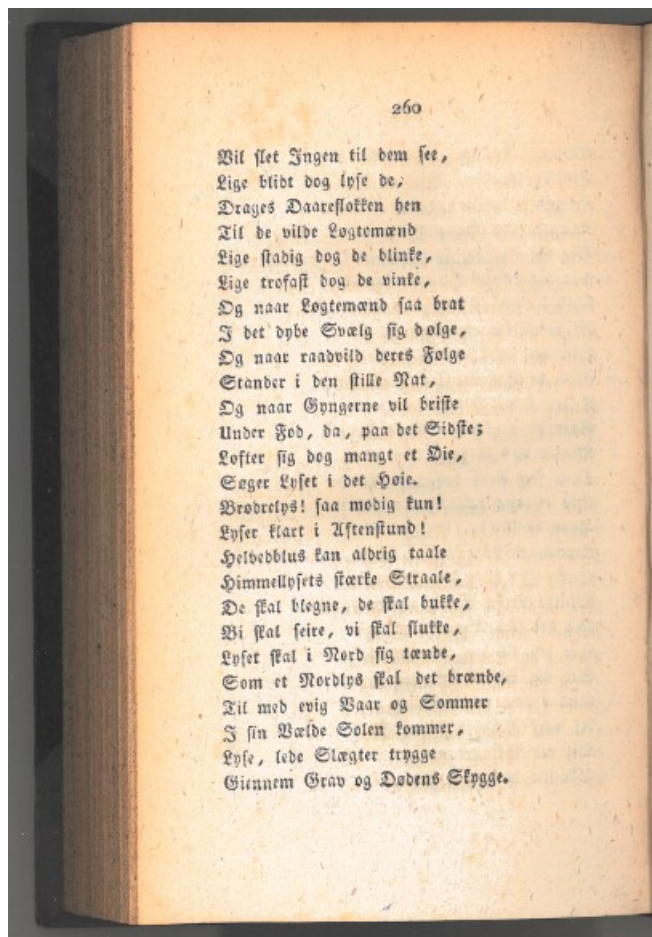 260
Vil slet Ingen til dem see,
Lige blidt dog lyse de,
Drages Daareflokken hen
Til de vilde Løgtemænd
Lige stadig dog de blinke,
Lige trofast dog de vinke,
Og naar Løgtemænd saa brat
I det dybe Svælg sig dølge,
Og naar raadvild deres Følge
Stander i den stille Nat,
Og naar Gyngerne vil briste
Under Fod, da, paa det Sidste;
Løfter sig dog mangt et Øie,
Søger Lyset i det Høie.
Brødrelys! saa modig kun!
Lyser klart i Aftenstund!
Helvedblus kan aldrig taale
Himmellysets stærke Straale,
De skal blegne, de skal bukke,
Vi skal seire, vi skal slukke,
Lyset skal i Nord sig tænde,
Som et Nordlys skal det brænde,
Til med evig Vaar og Sommer
I sin Vælde Solen kommer,
Lyse, lede Slægter trygge
Giennem Grav og Dødens Skygge.